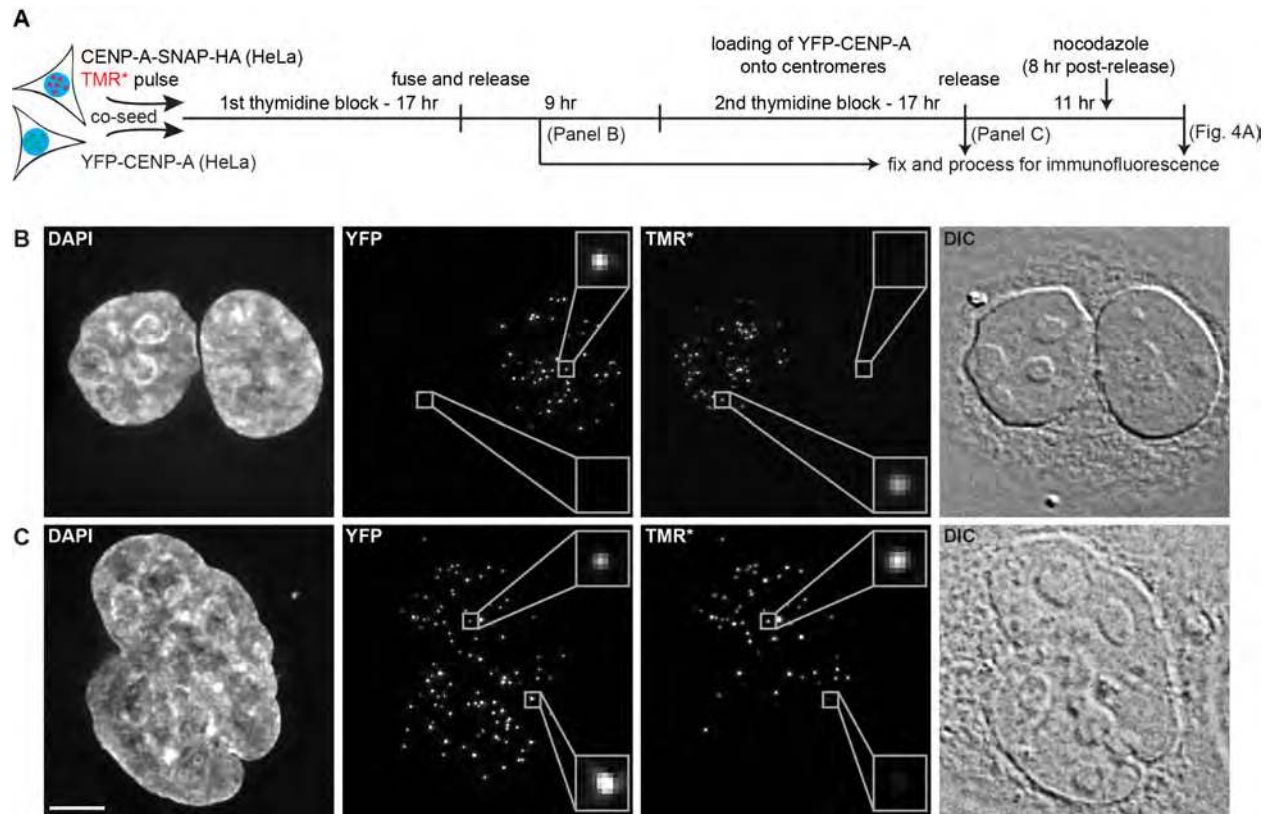 A
CENP-A-SNAP-HA (HeLa)
TMR* pulse
co-seed
YFP-CENP-A (HeLa)
1st thymidine block - 17 hr
fuse and release
9 hr
(Panel B)
loading of YFP-CENP-A
onto centromeres
2nd thymidine block - 17 hr
release
(Panel C)
nocodazole
(8 hr post-release)
11 hr
(Fig. 4A)
fix and process for immunofluorescence
B
DAPI
YFP
TMR*
DIC
C
DAPI
YFP
TMR*
DIC